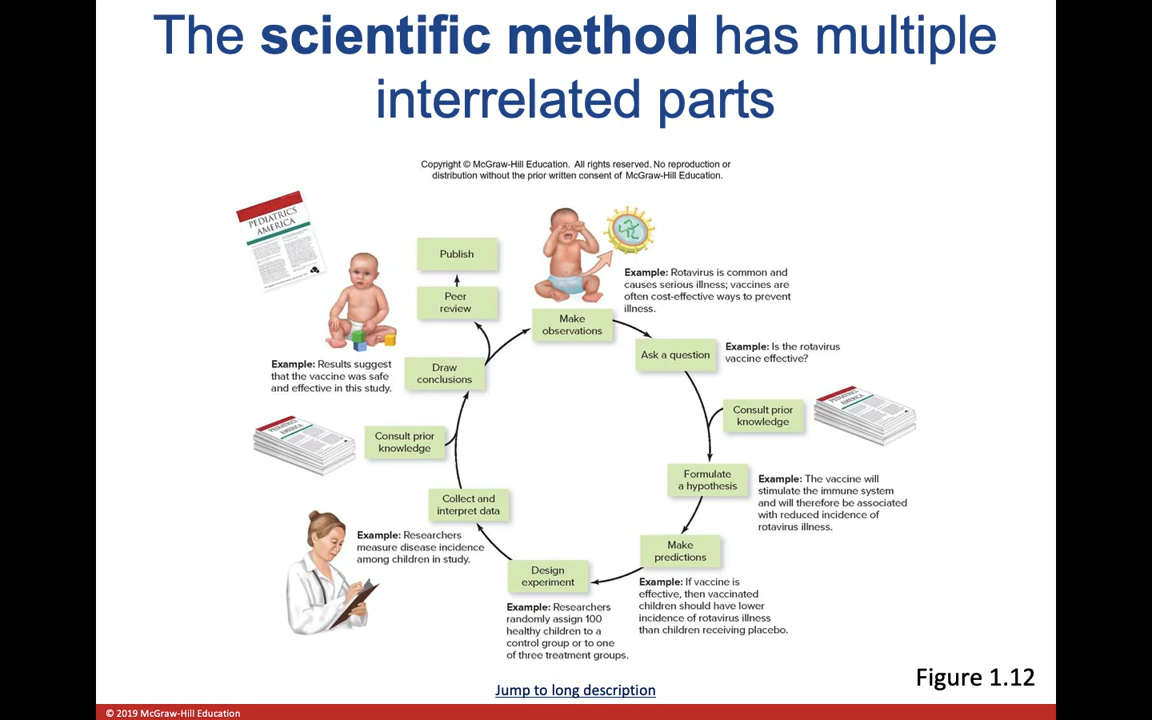 The scientific method has multiple
interrelated parts
Copyright © McGraw-Hill Education. All rights reserved. No reproduction or
distribution without the prior written consent of McGraw-Hill Education.
PEDIATRICS
AMERICA
Publish
Peer
review
Example: Rotavirus is common and
causes serious illness; vaccines are
often cost-effective ways to prevent
illness.
Make
observations
Ask a question
Example: Is the rotavirus
vaccine effective?
Example: Results suggest
that the vaccine was safe
and effective in this study.
Draw
conclusions
Consult prior
knowledge
PEDIATRICS
AMERICA
PEDIATRICS
AMERICA
Consult prior
knowledge
Formulate
a hypothesis
Example: The vaccine will
stimulate the immune system
and will therefore be associated
with reduced incidence of
rotavirus illness.
Collect and
interpret data
Example: Researchers
measure disease incidence
among children in study.
Make
predictions
Example: If vaccine is
effective, then vaccinated
children should have lower
incidence of rotavirus illness
than children receiving placebo.
Design
experiment
Example: Researchers
randomly assign 100
healthy children to a
control group or to one
of three treatment groups.
Figure 1.12
Jump to long description
© 2019 McGraw-Hill Education